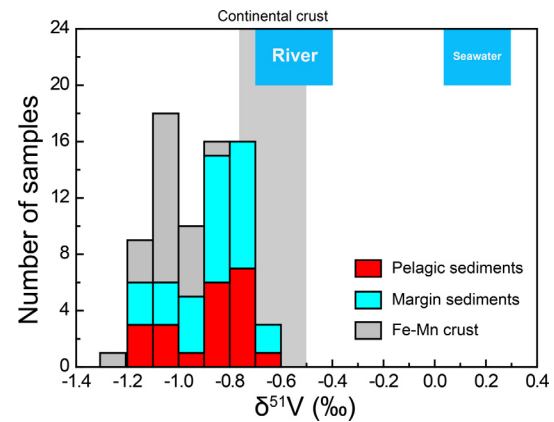 Continental crust
24
20
16
12
8
4
0
Number of samples
River
Seawater
Pelagic sediments
Margin sediments
Fe-Mn crust
-1.4 -1.2 -1.0 -0.8 -0.6 -0.4 -0.2 0.0 0.2 0.4
δ⁵¹V (‰)